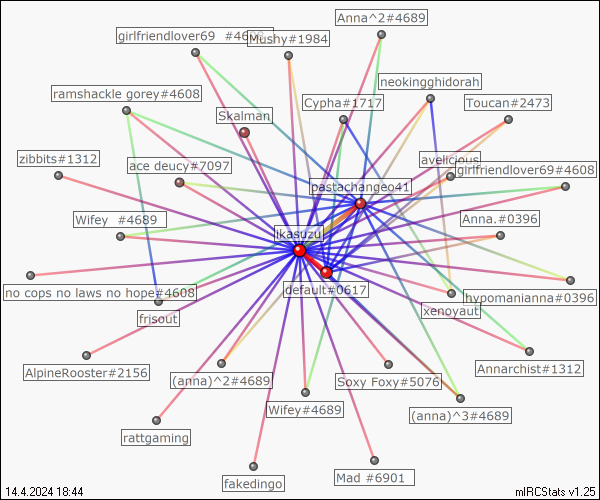 Anna^2#4689
girlfriendlover69 #4608
Mushy#1984
neokingghidorah
ramshackle gorey#4608
Cypha#1717
Toucan#2473
Skalman
zibbits#1312
ace deucy#7097
avelicious
girlfriendlover69#4608
pastachangeo41
Wifey #4689
Anna.#0396
ikasuzu
no cops no laws no hope#4608
default#0617
hypomanianna#0396
frisout
xenoyaut
AlpineRooster#2156
(anna)^2#4689
Soxy Foxy#5076
Annarchist#1312
Wifey#4689
(anna)^3#4689
rattgaming
fakedingo
Mad #6901
14.4.2024 18:44
mIRCStats v1.25